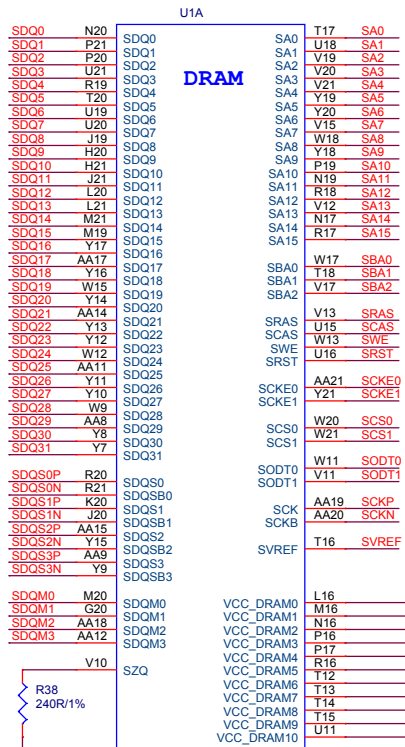 U1A
DRAM
SDQ0 N20 SDQ0
SDQ1 P21 SDQ1
SDQ2 P20 SDQ2
SDQ3 U21 SDQ3
SDQ4 R19 SDQ4
SDQ5 T20 SDQ5
SDQ6 U19 SDQ6
SDQ7 U20 SDQ7
SDQ8 J19 SDQ8
SDQ9 H20 SDQ9
SDQ10 H21 SDQ10
SDQ11 J21 SDQ11
SDQ12 L20 SDQ12
SDQ13 L21 SDQ13
SDQ14 M21 SDQ14
SDQ15 M19 SDQ15
SDQ16 Y17 SDQ16
SDQ17 AA17 SDQ17
SDQ18 Y16 SDQ18
SDQ19 W15 SDQ19
SDQ20 Y14 SDQ20
SDQ21 AA14 SDQ21
SDQ22 Y13 SDQ22
SDQ23 Y12 SDQ23
SDQ24 W12 SDQ24
SDQ25 AA11 SDQ25
SDQ26 Y11 SDQ26
SDQ27 Y10 SDQ27
SDQ28 W9 SDQ28
SDQ29 AA8 SDQ29
SDQ30 Y8 SDQ30
SDQ31 Y7 SDQ31
SDQS0P R20 SDQS0
SDQS0N R21 SDQSB0
SDQS1P K20 SDQS1
SDQS1N J20 SDQSB1
SDQS2P AA15 SDQS2
SDQS2N Y15 SDQSB2
SDQS3P AA9 SDQS3
SDQS3N Y9 SDQSB3
SDQM0 M20 SDQM0
SDQM1 G20 SDQM1
SDQM2 AA18 SDQM2
SDQM3 AA12 SDQM3
V10 SZQ
R38
240R/1%
SA0 T17 SA0
SA1 U18 SA1
SA2 V19 SA2
SA3 V20 SA3
SA4 V21 SA4
SA5 Y19 SA5
SA6 Y20 SA6
SA7 V15 SA7
SA8 W18 SA8
SA9 Y18 SA9
SA10 P19 SA10
SA11 N19 SA11
SA12 R18 SA12
SA13 V12 SA13
SA14 N17 SA14
SA15 R17 SA15
SBA0 W17 SBA0
SBA1 T18 SBA1
SBA2 V17 SBA2
SRAS V13 SRAS
SCAS U15 SCAS
SWE W13 SWE
SRST U16 SRST
SCKE0 AA21 SCKE0
SCKE1 Y21 SCKE1
SCS0 W20 SCS0
SCS1 W21 SCS1
SODT0 W11 SODT0
SODT1 V11 SODT1
SCK AA19 SCKP
SCKB AA20 SCKN
SVREF T16 SVREF
VCC_DRAM0 L16
VCC_DRAM1 M16
VCC_DRAM2 N16
VCC_DRAM3 P16
VCC_DRAM4 P17
VCC_DRAM5 R16
VCC_DRAM6 T12
VCC_DRAM7 T13
VCC_DRAM8 T14
VCC_DRAM9 T15
VCC_DRAM10 U11